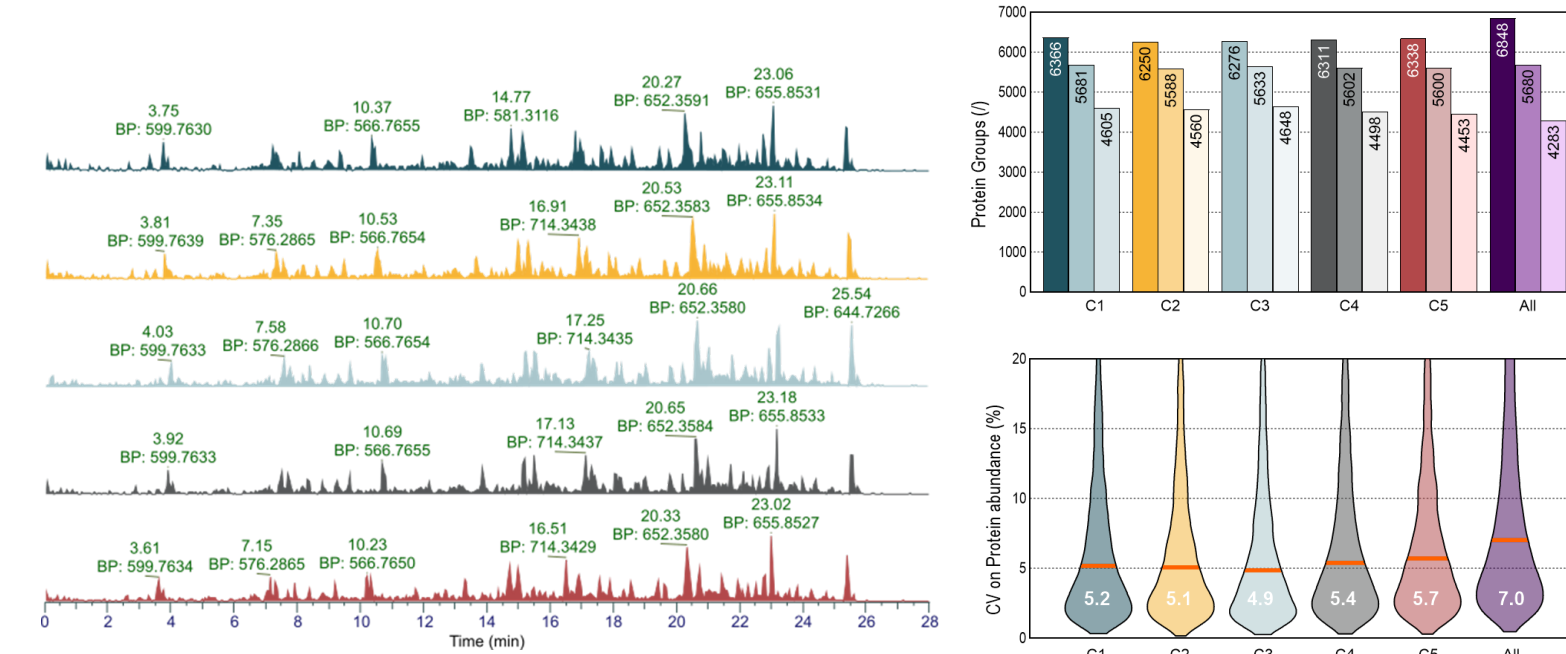 3.75
BP: 599.7630
10.37
BP: 566.7655
14.77
BP: 581.3116
20.27
BP: 652.3591
23.06
BP: 655.8531
3.81
BP: 599.7639
7.35
BP: 576.2865
10.53
BP: 566.7654
16.91
BP: 714.3438
20.53
BP: 652.3583
23.11
BP: 655.8534
4.03
BP: 599.7633
7.58
BP: 576.2866
10.70
BP: 566.7654
17.25
BP: 714.3435
20.66
BP: 652.3580
25.54
BP: 644.7266
3.92
BP: 599.7633
10.69
BP: 566.7655
17.13
BP: 714.3437
20.65
BP: 652.3584
23.18
BP: 655.8533
3.61
BP: 599.7634
7.15
BP: 576.2865
10.23
BP: 566.7650
16.51
BP: 714.3429
20.33
BP: 652.3580
23.02
BP: 655.8527
0 2 4 6 8 10 12 14 16 18 20 22 24 26 28
Time (min)
Protein Groups (/)
7000
6000
5000
4000
3000
2000
1000
0
6366 5681 4605
6250 5588 4560
6276 5633 4648
6311 5602 4498
6338 5600 4453
6848 5680 4283
C1 C2 C3 C4 C5 All
CV on Protein abundance (%)
20
15
10
5
0
5.2 5.1 4.9 5.4 5.7 7.0
C1 C2 C3 C4 C5 All